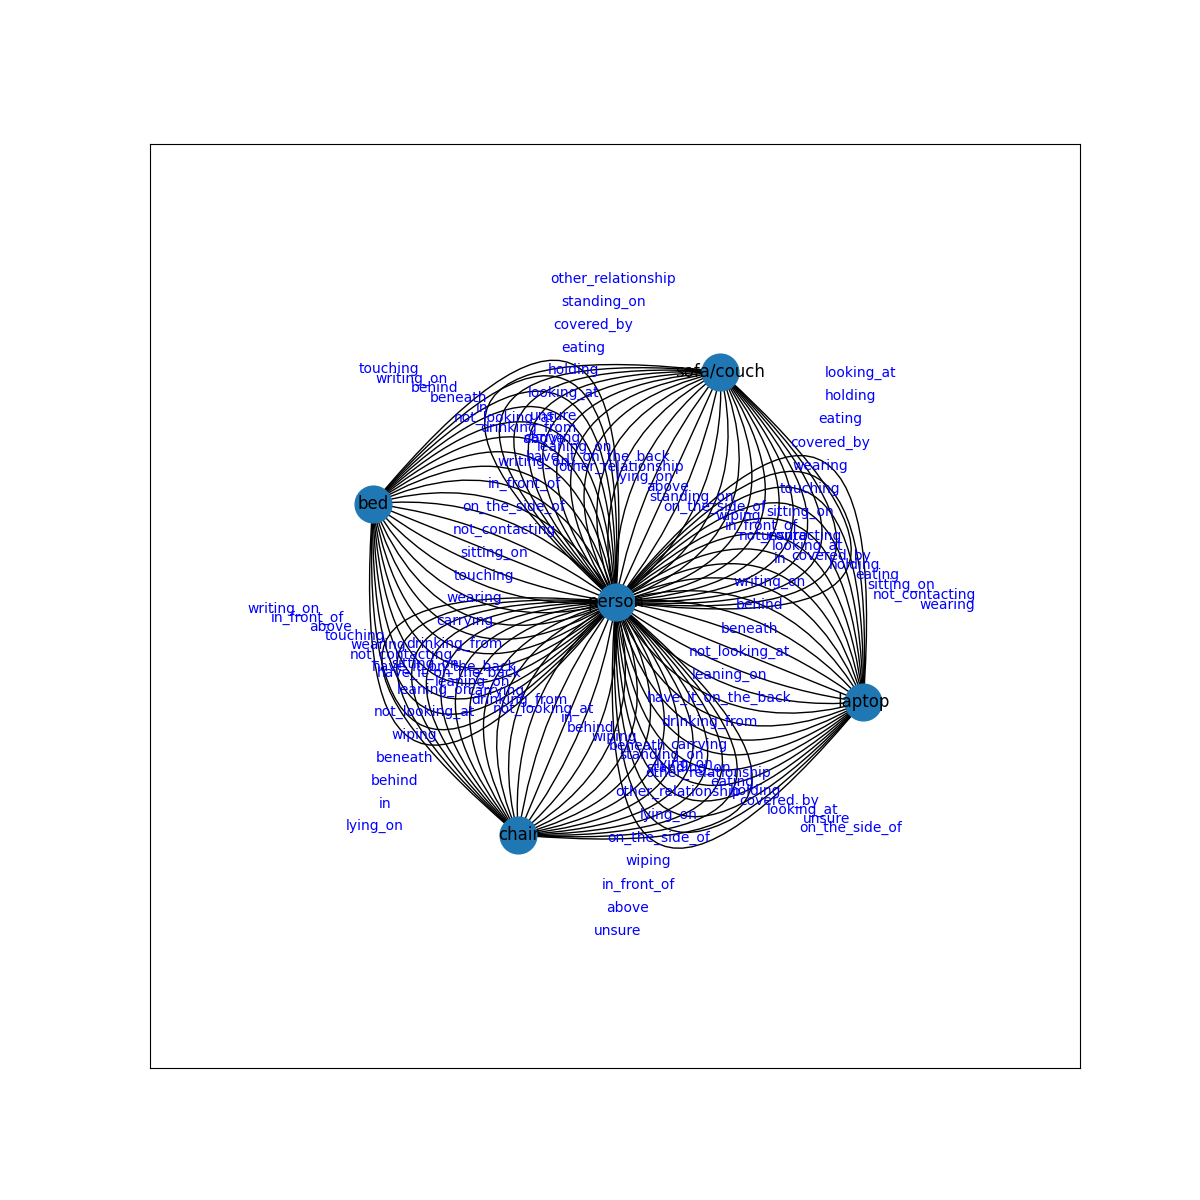 other_relationship
standing_on
covered_by
eating
holding
looking_at
unsure
carrying
leaning_on
have_it_on_the_back
other_relationship
lying_on
above
standing_on
on_the_side_of
wiping
in_front_of
not_contacting
looking_at
covered_by
holding
eating
sitting_on
not_contacting
wearing
sofa/couch
looking_at
holding
eating
covered_by
wearing
touching
sitting_on
in
writing_on
behind
beneath
not_looking_at
leaning_on
have_it_on_the_back
drinking_from
carrying
standing_on
other_relationship
lying_on
on_the_side_of
wiping
in_front_of
above
unsure
touching
writing_on
behind
beneath
in
not_looking_at
drinking_from
writing_on
in_front_of
on_the_side_of
not_contacting
sitting_on
touching
wearing
carrying
drinking_from
have_it_on_the_back
leaning_on
not_looking_at
wiping
beneath
behind
in
lying_on
bed
person
laptop
chair
writing_on
in_front_of
above
touching
wearing
not_contacting
sitting_on
have_it_on_the_back
leaning_on
carrying
drinking_from
not_looking_at
in
behind
wiping
beneath
standing_on
lying_on
other_relationship
eating
holding
covered_by
looking_at
unsure
on_the_side_of